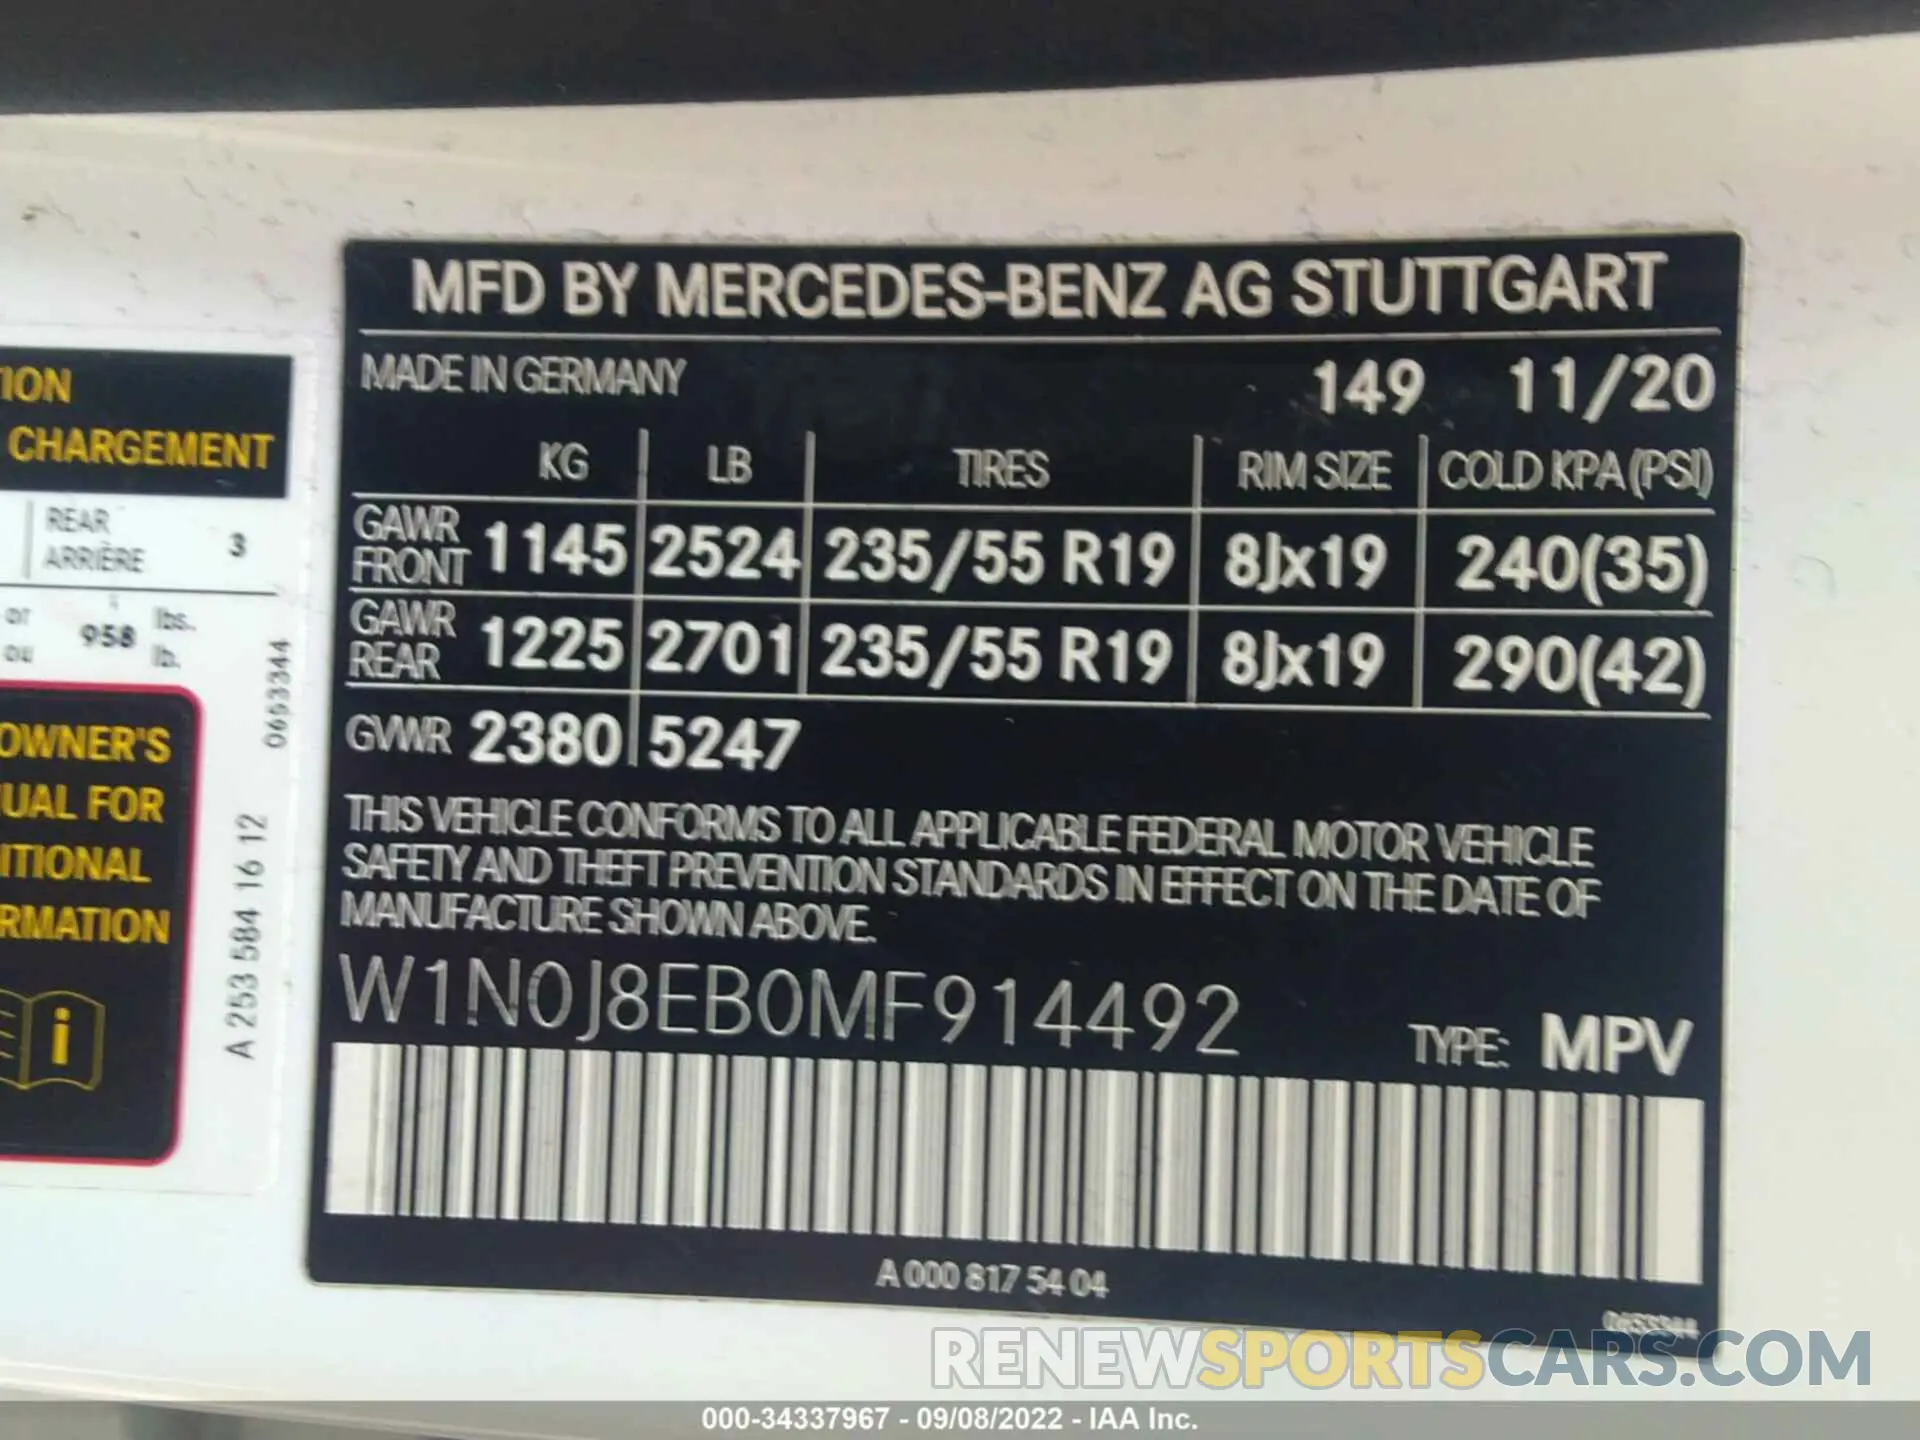 MFD BY MERCEDES-BENZ AG STUTTGART
MADE IN GERMANY 149 11/20
KG LB TIRES RIM SIZE COLD KPA (PSI)
GAWR FRONT 1145 2524 235/55 R19 8Jx19 240(35)
GAWR REAR 1225 2701 235/55 R19 8Jx19 290(42)
GVWR 2380 5247
THIS VEHICLE CONFORMS TO ALL APPLICABLE FEDERAL MOTOR VEHICLE
SAFETY AND THEFT PREVENTION STANDARDS IN EFFECT ON THE DATE OF
MANUFACTURE SHOWN ABOVE.
W1N0J8EB0MF914492
TYPE: MPV
A 000 817 54 04
0653344
TION
CHARGEMENT
REAR
ARRIÈRE 3
or
ou 958 lbs.
lb.
OWNER'S
UAL FOR
ITIONAL
RMATION
i
A 253 584 16 12
0653344
RENEWSPORTSCARS.COM
000-34337967 - 09/08/2022 - IAA Inc.